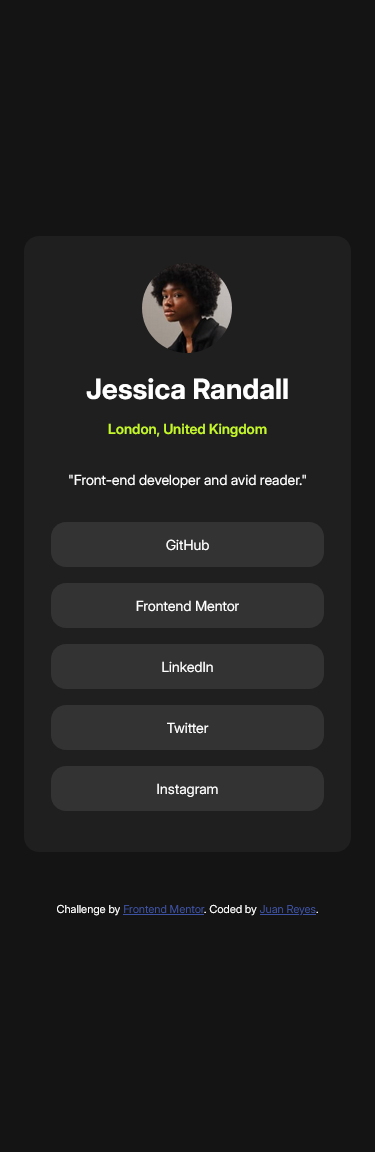 Jessica Randall
London, United Kingdom
"Front-end developer and avid reader."
GitHub
Frontend Mentor
LinkedIn
Twitter
Instagram
Challenge by Frontend Mentor. Coded by Juan Reyes.